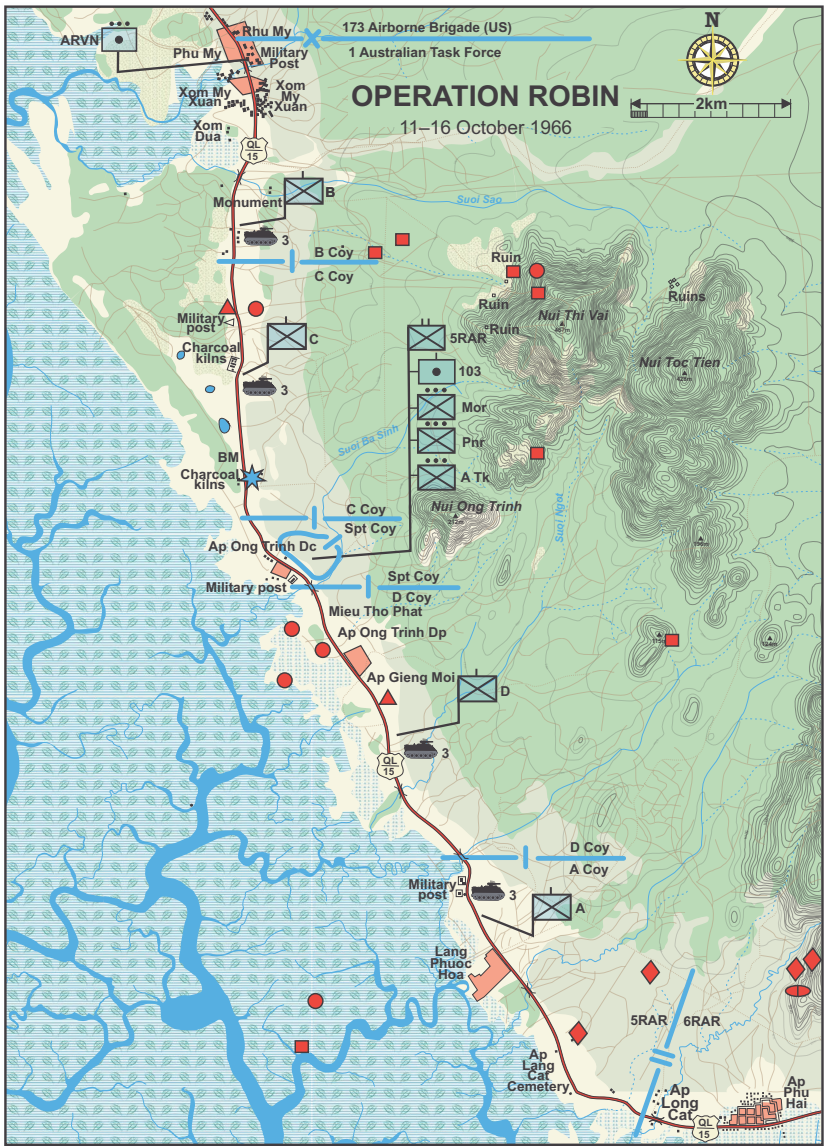 ARVN
Rhu My
Phu My
Military
Post
173 Airborne Brigade (US)
1 Australian Task Force
N
2km
OPERATION ROBIN
11–16 October 1966
Xom My
Xuan
Xom
My
Xuan
Xom
Dua
QL
15
Suoi Sao
Monument
B
3
B Coy
C Coy
Ruin
Ruin
Ruin
Ruins
Nui Thi Vai
467m
Nui Toc Tien
428m
Military
post
C
Charcoal
kilns
3
5RAR
103
Mor
Pnr
A Tk
Suoi Ba Sinh
BM
Charcoal
kilns
Nui Ong Trinh
Suoi Ngot
C Coy
Spt Coy
Ap Ong Trinh Dc
Military post
Spt Coy
D Coy
Mieu Tho Phat
Ap Ong Trinh Dp
124m
Ap Gieng Moi
D
3
QL
15
D Coy
A Coy
Military
post
3
A
Lang
Phuoc
Hoa
5RAR
6RAR
Ap
Lang
Cat
Cemetery
Ap
Long
Cat
Ap
Phu
Hai
QL
15